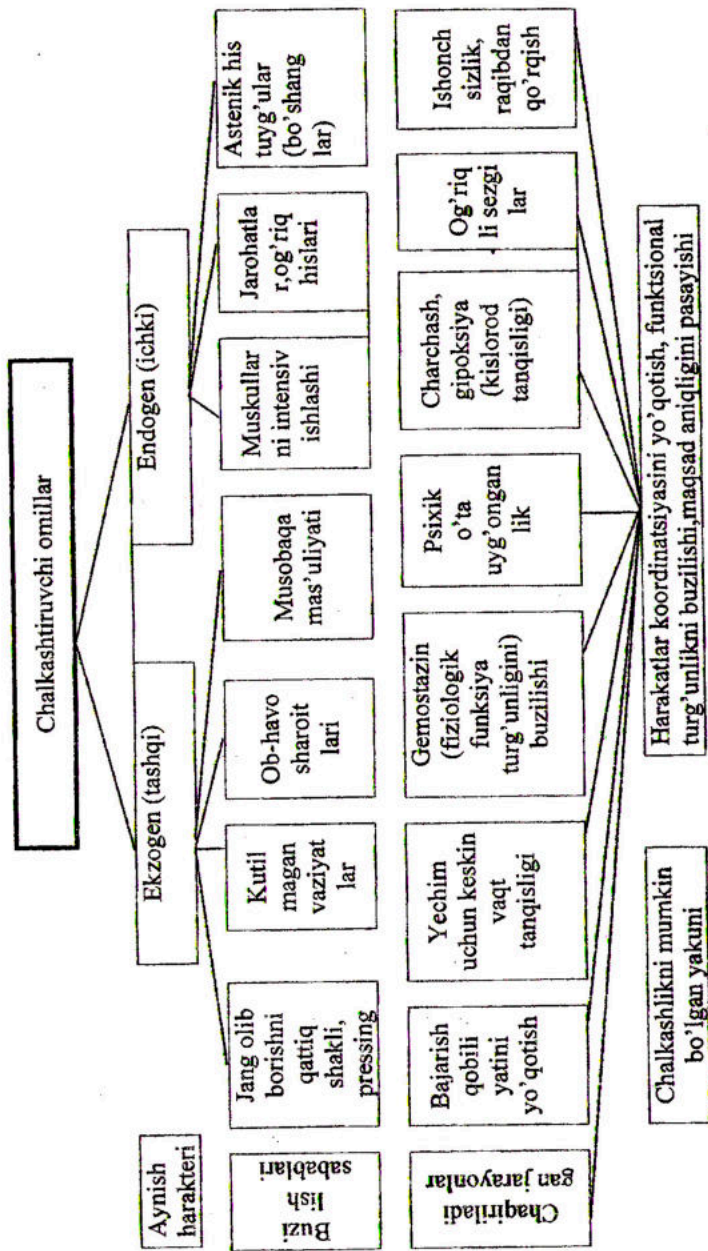 Chalkashtiruvchi omillar
Aynish
harakteri
Ekzogen (tashqi)
Endogen (ichki)
Buzi
lish
sabablari
Jang olib
borishni
qattiq
shakli,
pressing
Kutil
magan
vaziyat
lar
Ob-havo
sharoit
lari
Musobaqa
mas'uliyati
Muskullar
ni intensiv
ishlashi
Jarohatla
r,og'riq
hislari
Astenik his
tuyg'ular
(bo'shang
lar)
Chaqiriladi
gan jarayonlar
Bajarish
qobili
yatini
yo'qotish
Yechim
uchun keskin
vaqt
tanqisligi
Gemostazin
(fiziologik
funksiya
turg'unligini)
buzilishi
Psixik
o'ta
uyg'ongan
lik
Charchash,
gipoksiya
(kislorod
tanqisligi)
Og'riq
li sezgi
lar
Ishonch
sizlik,
raqibdan
qo'rqish
Chalkashlikni mumkin
bo'lgan yakuni
Harakatlar koordinatsiyasini yo'qotish, funktsional
turg'unlikni buzilishi,maqsad aniqligini pasayishi